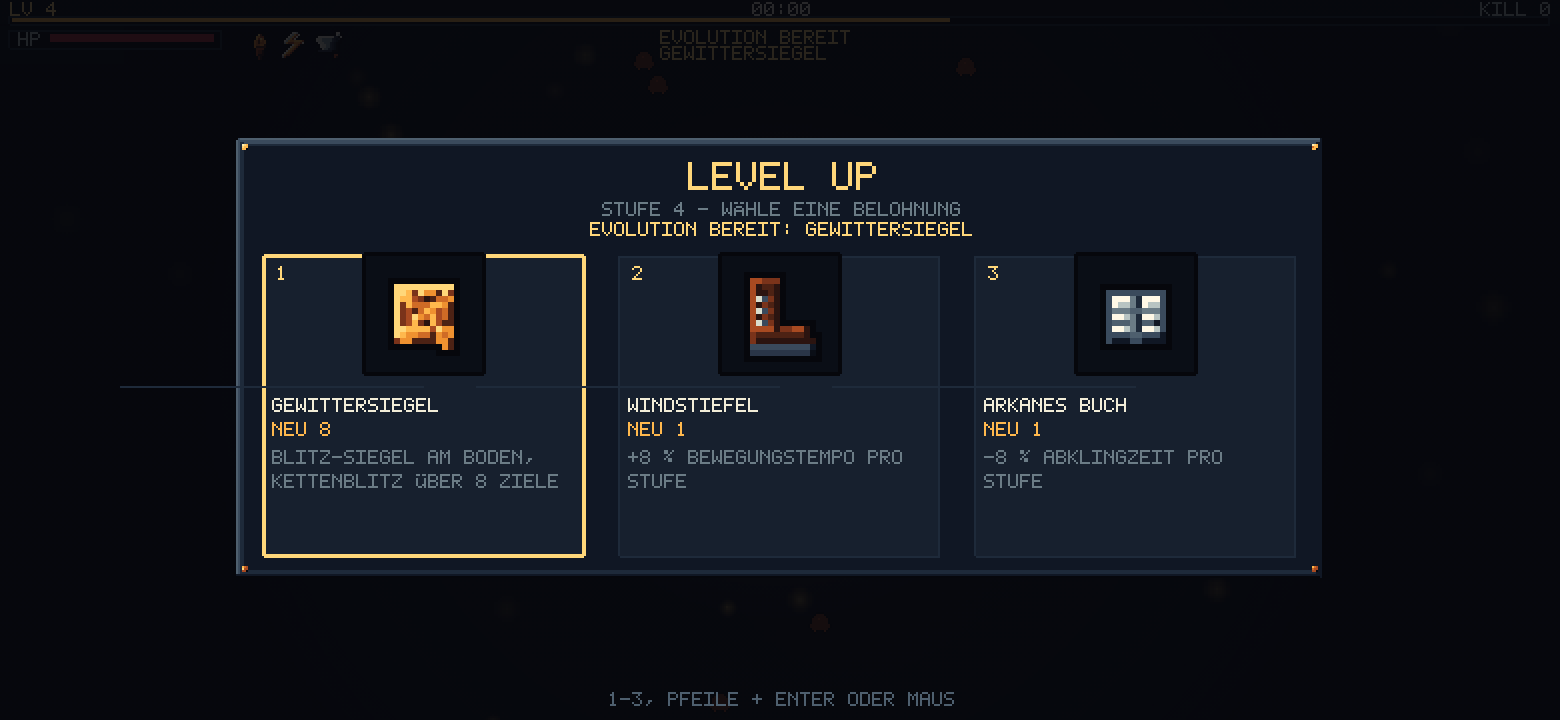 LV 4
00:00
KILL 0
HP
EVOLUTION BEREIT
GEWITTERSIEGEL
LEVEL UP
STUFE 4 - WäHLE EINE BELOHNUNG
EVOLUTION BEREIT: GEWITTERSIEGEL
1
GEWITTERSIEGEL
NEU 8
BLITZ-SIEGEL AM BODEN,
KETTENBLITZ üBER 8 ZIELE
2
WINDSTIEFEL
NEU 1
+8 % BEWEGUNGSTEMPO PRO
STUFE
3
ARKANES BUCH
NEU 1
-8 % ABKLINGZEIT PRO
STUFE
1-3, PFEILE + ENTER ODER MAUS